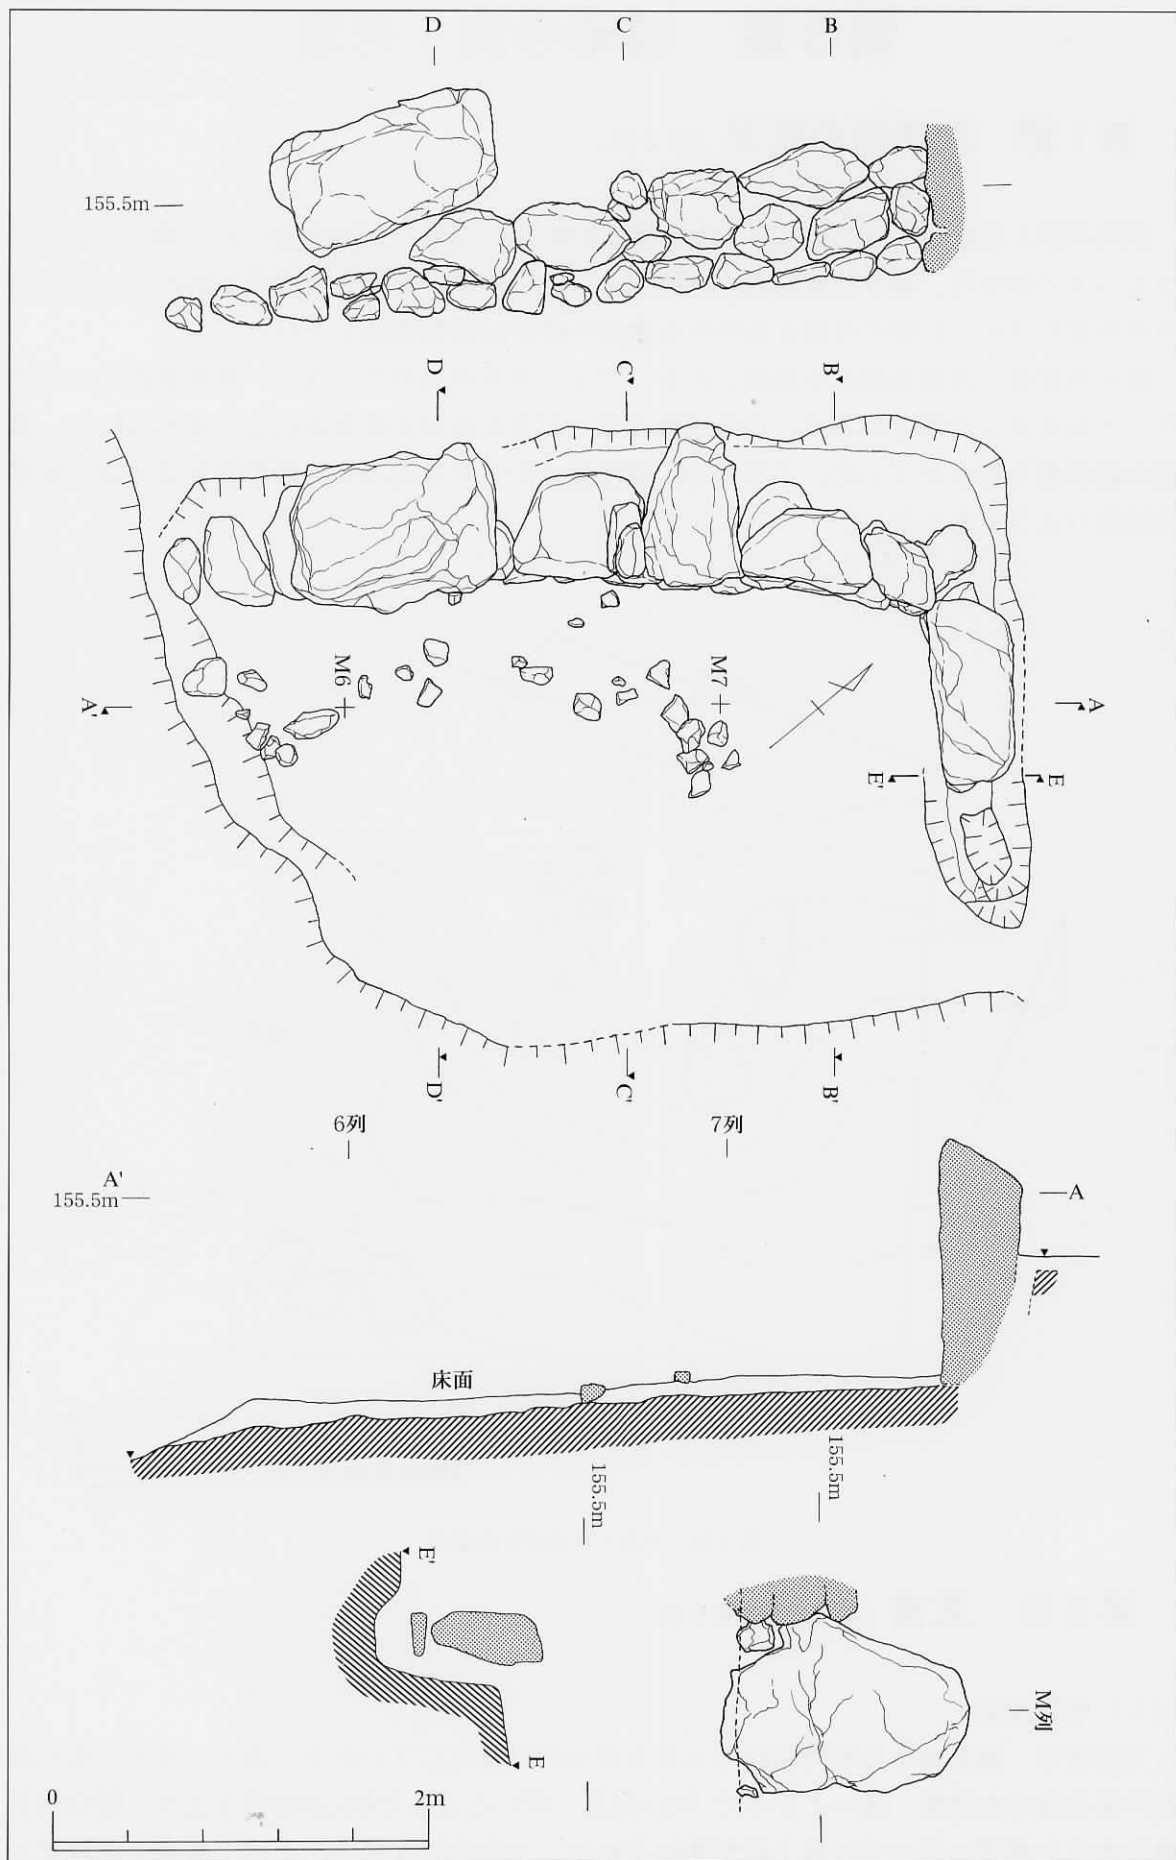 D C B
155.5m
D C B'
M6 M7
A' A
E' E
D' C' B'
6列 7列
A'
155.5m A
床面
155.5m
155.5m
E'
M列
E
0 2m